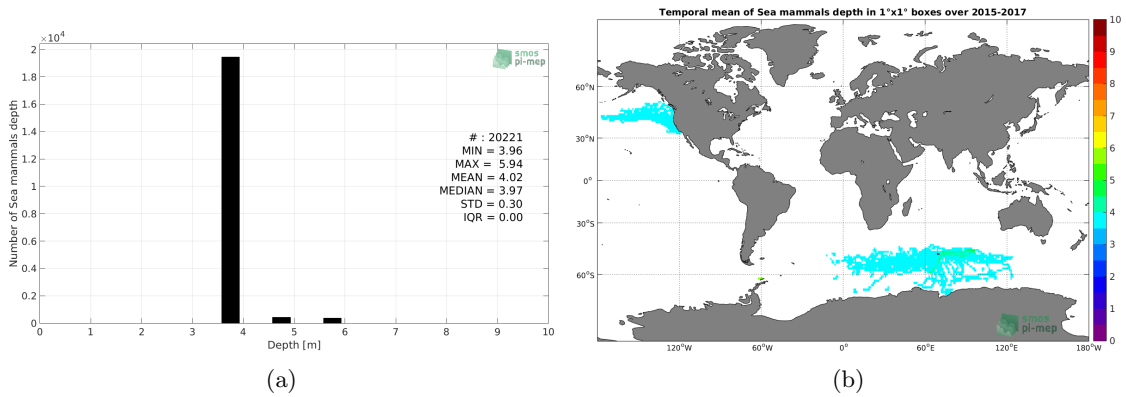 ×10⁴
2
1.8
1.6
1.4
1.2
1
0.8
0.6
0.4
0.2
0
Number of Sea mammals depth
smos
pi-mep
# : 20221
MIN = 3.96
MAX = 5.94
MEAN = 4.02
MEDIAN = 3.97
STD = 0.30
IQR = 0.00
0 1 2 3 4 5 6 7 8 9 10
Depth [m]
(a)
Temporal mean of Sea mammals depth in 1°x1° boxes over 2015-2017
60°N
30°N
0°
30°S
60°S
120°W 60°W 0° 60°E 120°E 180°W
smos
pi-mep
10
9
8
7
6
5
4
3
2
1
0
(b)